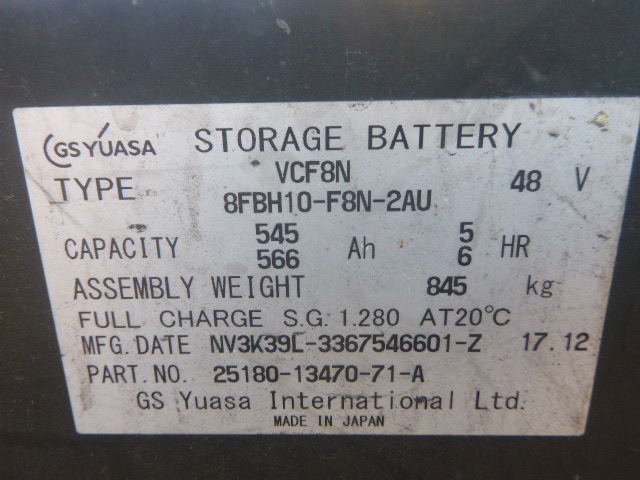 GS YUASA STORAGE BATTERY
TYPE VCF8N 48 V
8FBH10-F8N-2AU
CAPACITY 545 Ah 5 HR
566 6
ASSEMBLY WEIGHT 845 kg
FULL CHARGE S.G. 1.280 AT20℃
MFG.DATE NV3K39L-3367546601-Z 17.12
PART.NO. 25180-13470-71-A
GS Yuasa International Ltd.
MADE IN JAPAN